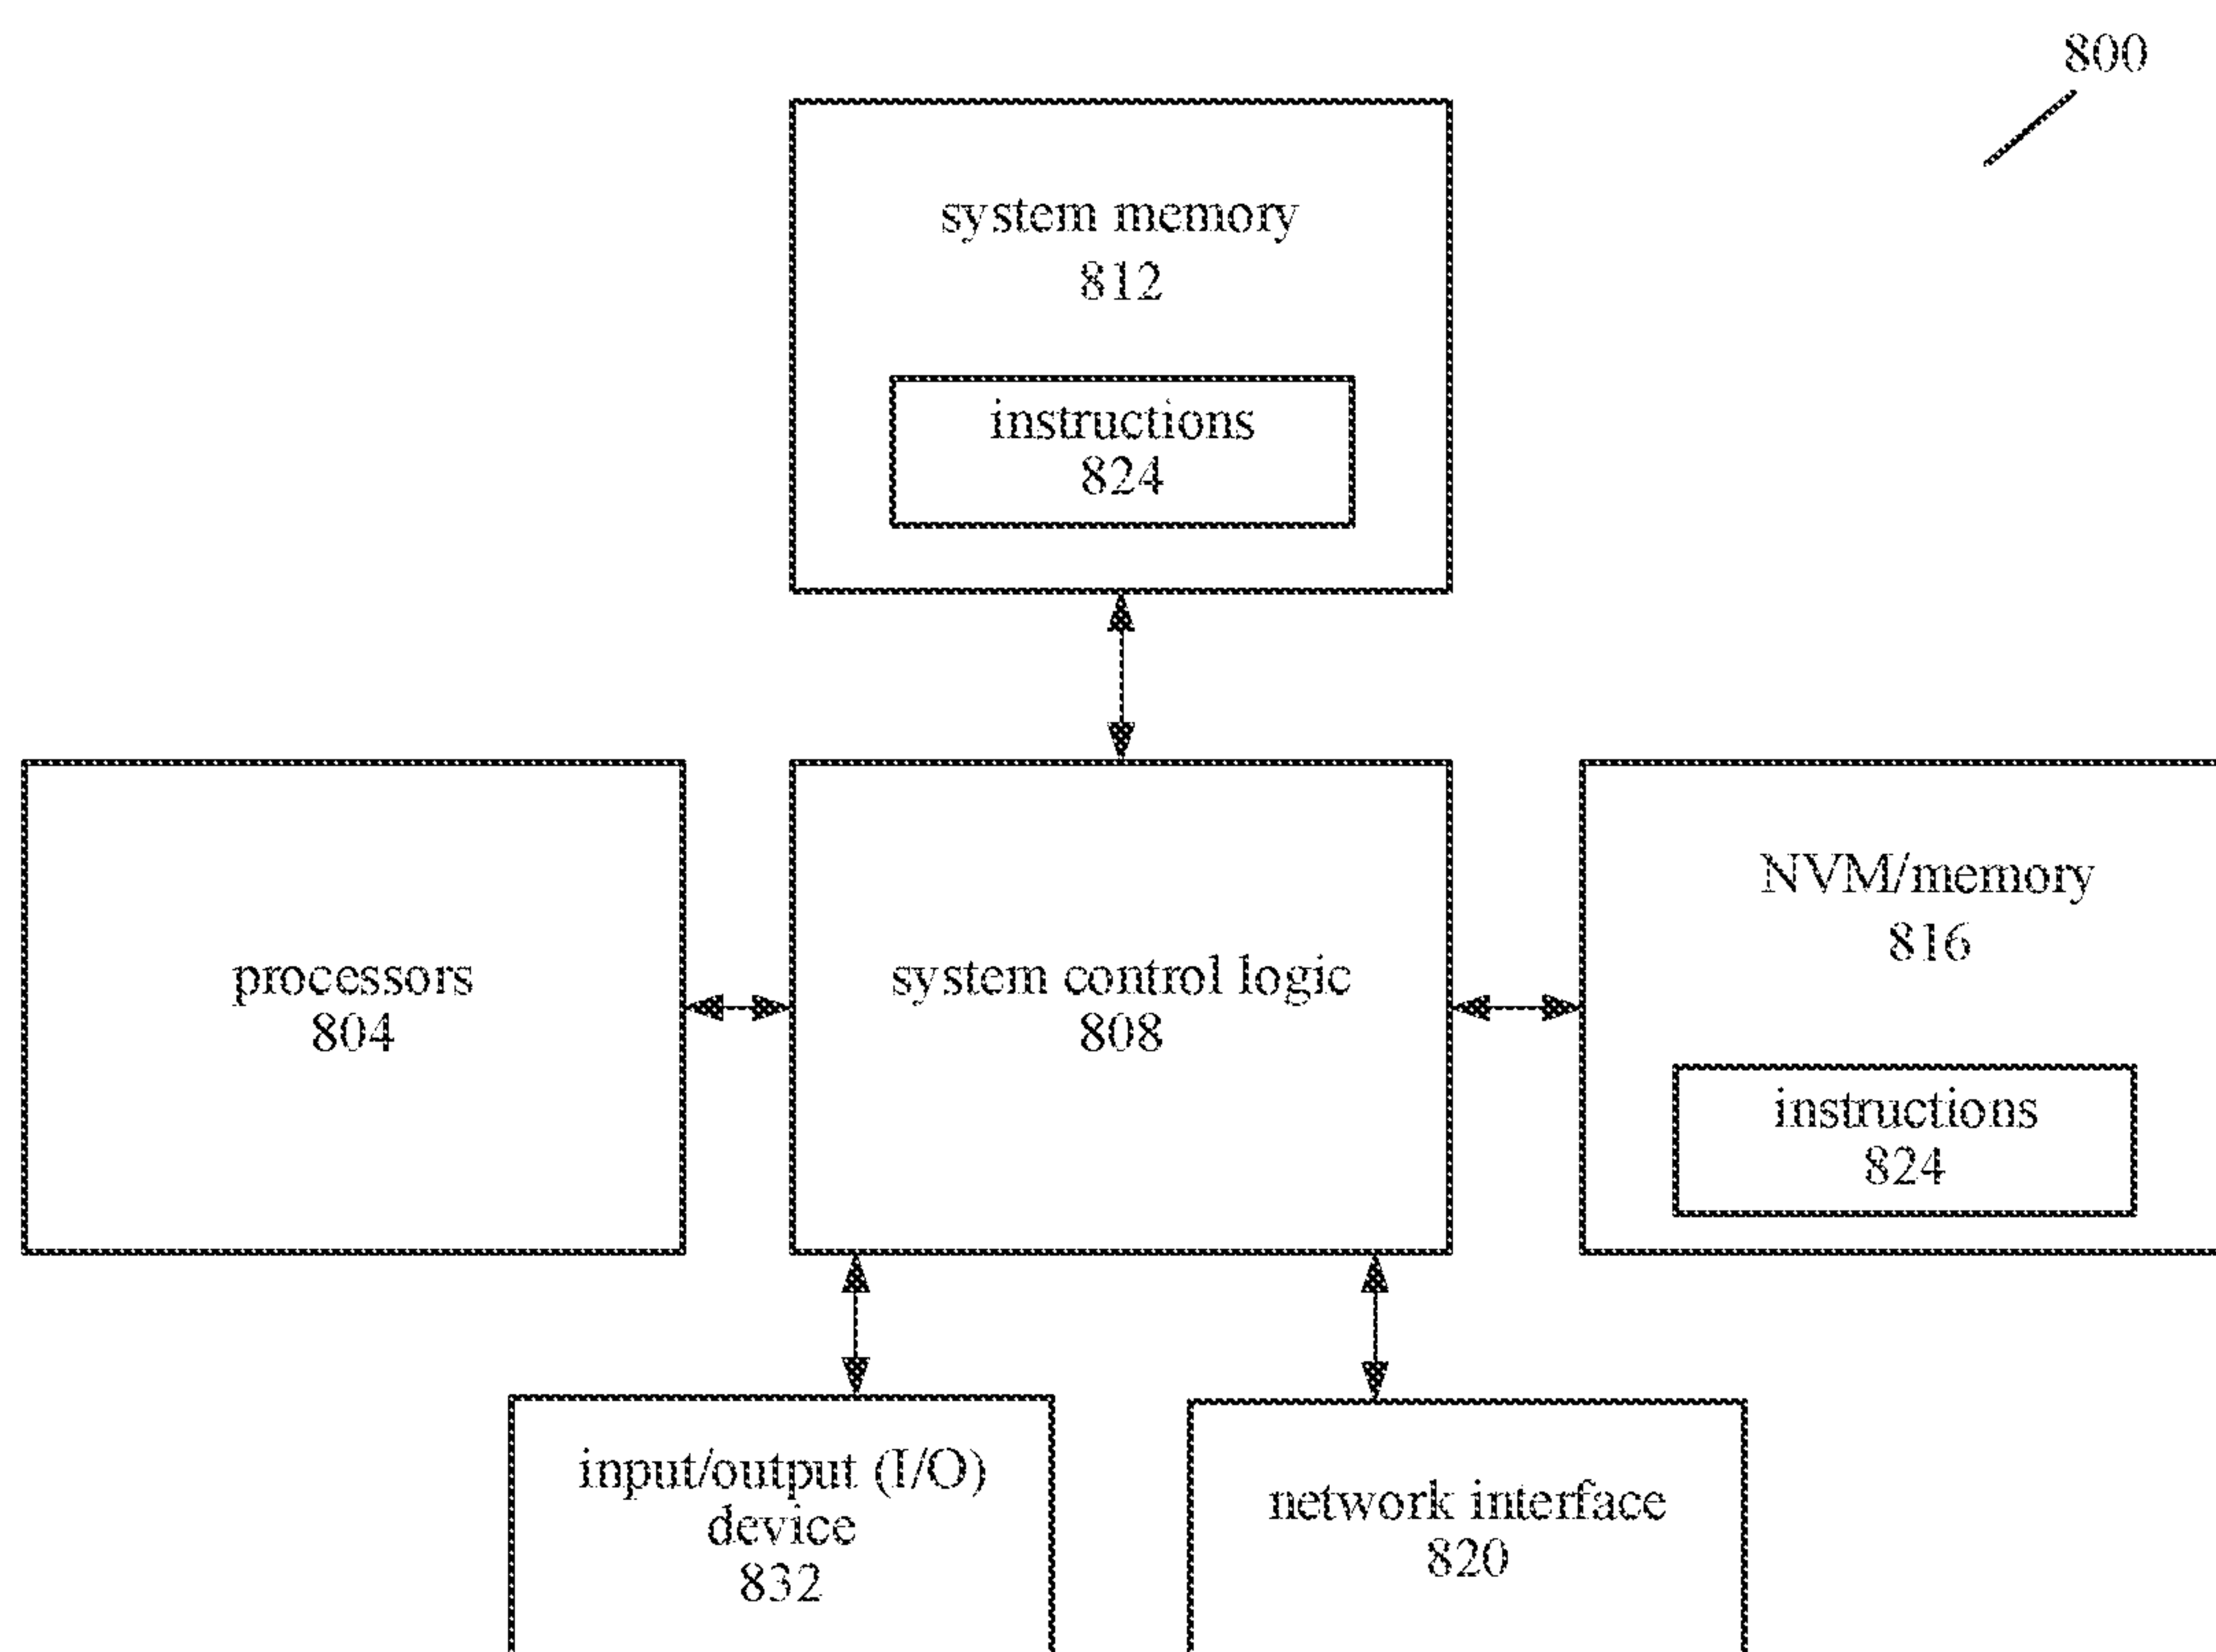 800
system memory
812
instructions
824
processors
804
system control logic
808
NVM/memory
816
instructions
824
input/output (I/O)
device
832
network interface
820